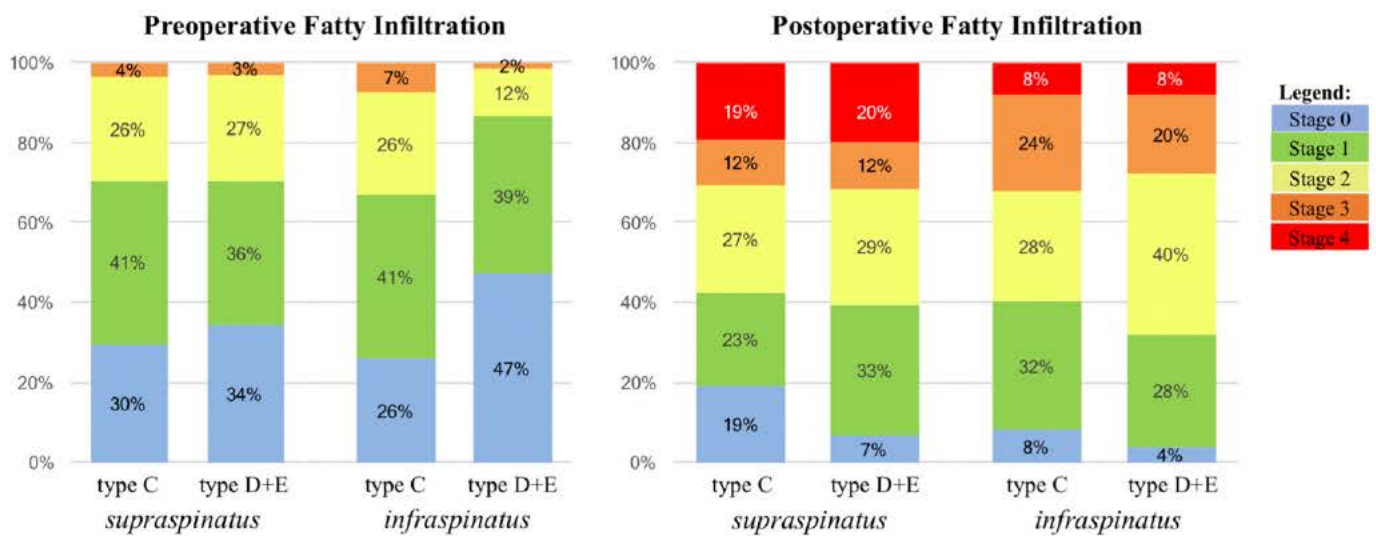 Preoperative Fatty Infiltration
100%
80%
60%
40%
20%
0%
4%
26%
41%
30%
3%
27%
36%
34%
7%
26%
41%
26%
2%
12%
39%
47%
type C
type D+E
type C
type D+E
supraspinatus
infraspinatus
Postoperative Fatty Infiltration
100%
80%
60%
40%
20%
0%
19%
12%
27%
23%
19%
20%
12%
29%
33%
7%
8%
24%
28%
32%
8%
8%
20%
40%
28%
4%
type C
type D+E
type C
type D+E
supraspinatus
infraspinatus
Legend:
Stage 0
Stage 1
Stage 2
Stage 3
Stage 4